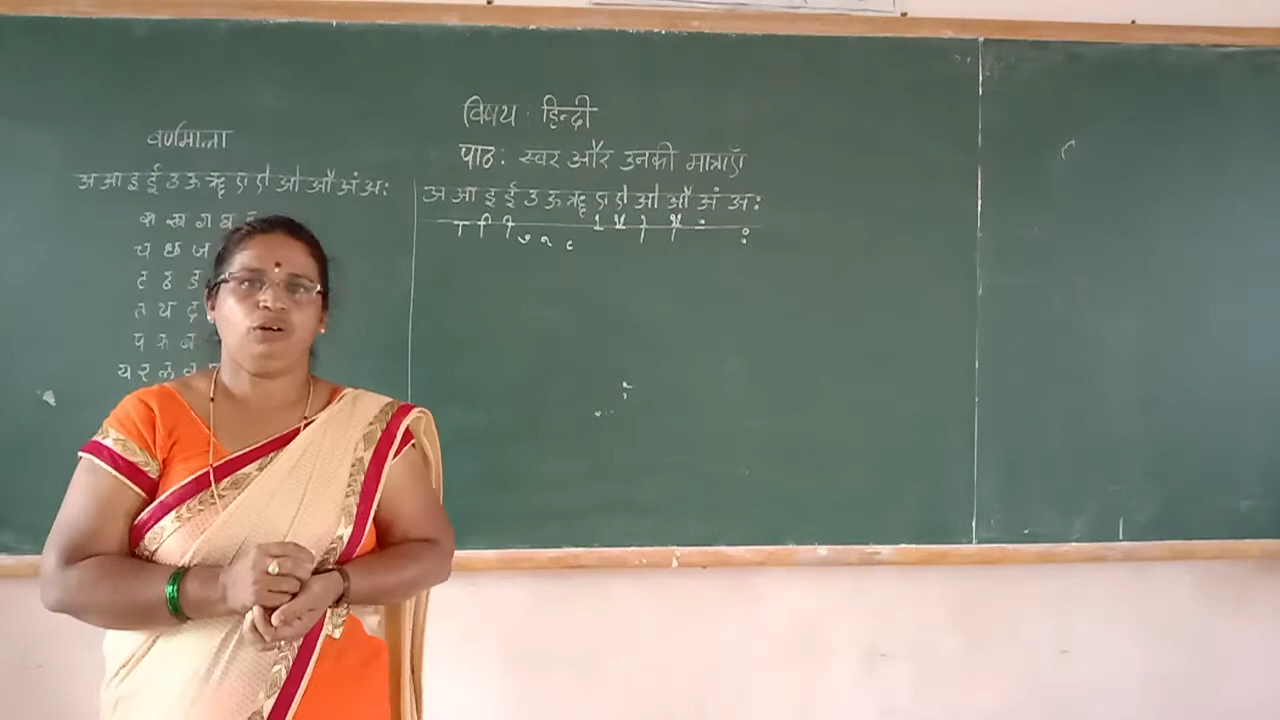 वर्णमाला
अ आ इ ई उ ऊ ऋ ए ऐ ओ औ अं अः
क ख ग घ
च छ ज
ट ठ ड
त थ द
प फ ब
य र ल व
विषय : हिन्दी
पाठ : स्वर और उनकी मात्राएँ
अ आ इ ई उ ऊ ऋ ए ऐ ओ औ अं अः
ा ि ी ु ू ृ े ै ो ौ ं ः